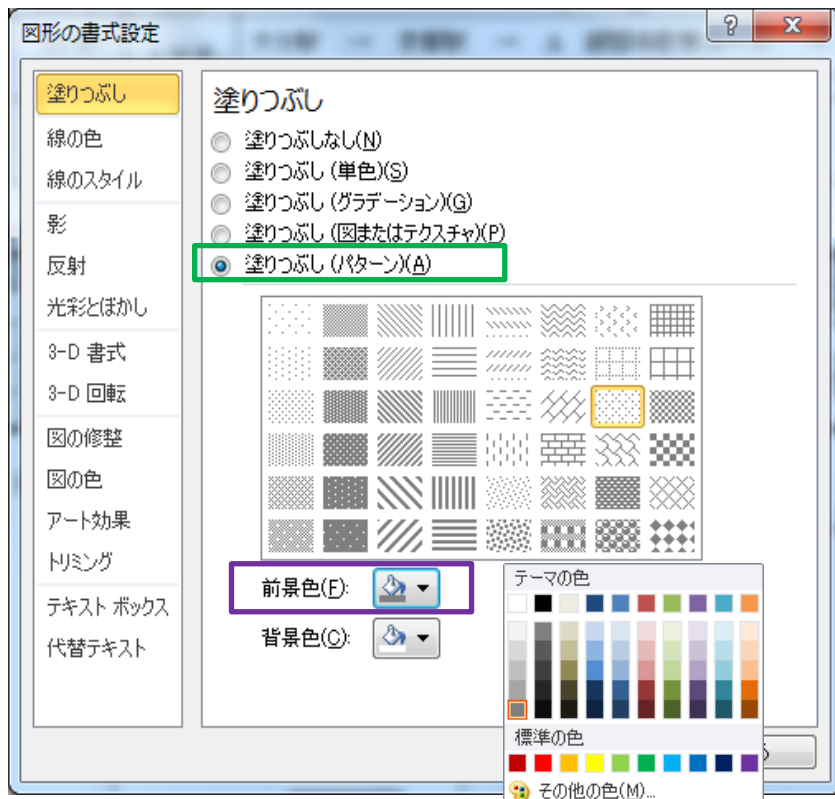 図形の書式設定
塗りつぶし
線の色
線のスタイル
影
反射
光彩とぼかし
3-D 書式
3-D 回転
図の修整
図の色
アート効果
トリミング
テキスト ボックス
代替テキスト
塗りつぶし
塗りつぶしなし(N)
塗りつぶし (単色)(S)
塗りつぶし (グラデーション)(G)
塗りつぶし (図またはテクスチャ)(P)
塗りつぶし (パターン)(A)
前景色(F):
背景色(C):
テーマの色
標準の色
その他の色(M)...